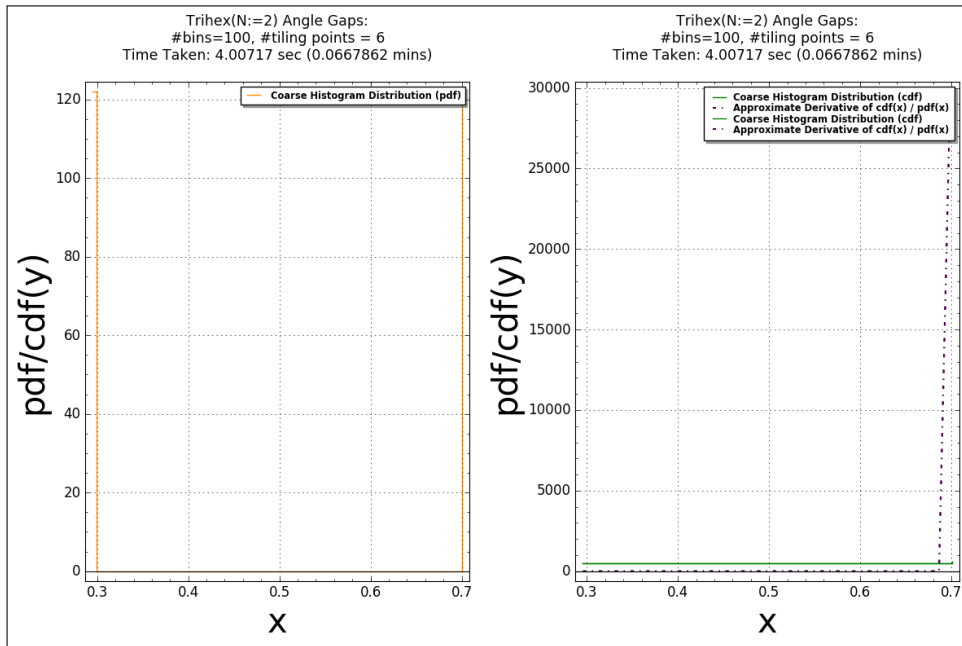 Trihex(N:=2) Angle Gaps:
#bins=100, #tiling points = 6
Time Taken: 4.00717 sec (0.0667862 mins)
Coarse Histogram Distribution (pdf)
120
100
80
60
40
20
0
0.3 0.4 0.5 0.6 0.7
pdf/cdf(y)
x
Trihex(N:=2) Angle Gaps:
#bins=100, #tiling points = 6
Time Taken: 4.00717 sec (0.0667862 mins)
Coarse Histogram Distribution (cdf)
Approximate Derivative of cdf(x) / pdf(x)
Coarse Histogram Distribution (cdf)
Approximate Derivative of cdf(x) / pdf(x)
30000
25000
20000
15000
10000
5000
0
0.3 0.4 0.5 0.6 0.7
pdf/cdf(y)
x